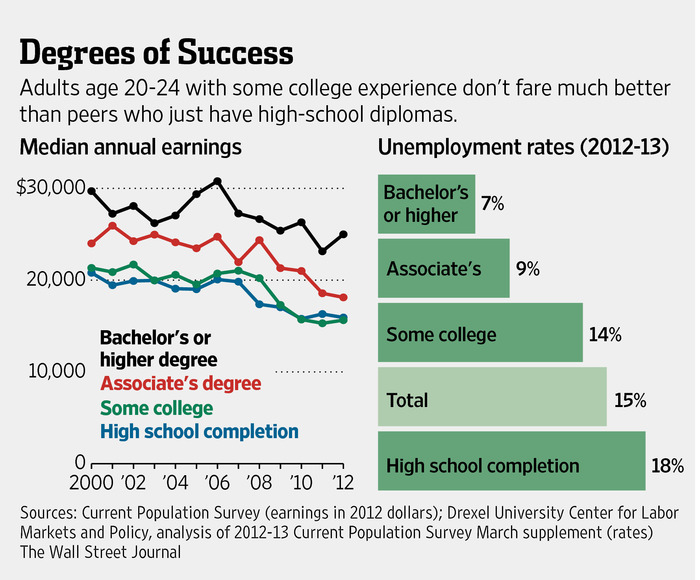 Degrees of Success
Adults age 20-24 with some college experience don't fare much better
than peers who just have high-school diplomas.
Median annual earnings
$30,000
20,000
10,000
0
Bachelor's or
higher degree
Associate's degree
Some college
High school completion
2000 '02 '04 '06 '08 '10 '12
Unemployment rates (2012-13)
Bachelor's
or higher
7%
Associate's 9%
Some college 14%
Total 15%
High school completion 18%
Sources: Current Population Survey (earnings in 2012 dollars); Drexel University Center for Labor
Markets and Policy, analysis of 2012-13 Current Population Survey March supplement (rates)
The Wall Street Journal